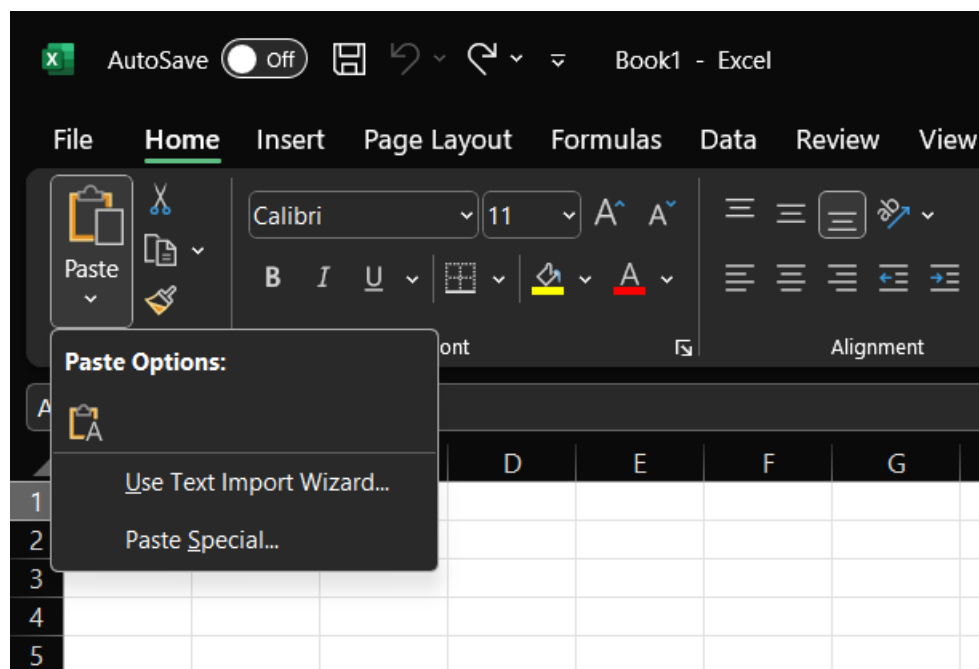 AutoSave Off Book1 - Excel
File Home Insert Page Layout Formulas Data Review View
Calibri 11
Paste
B I U A
ont Alignment
Paste Options:
A
D E F G
Use Text Import Wizard...
1
2
Paste Special...
3
4
5